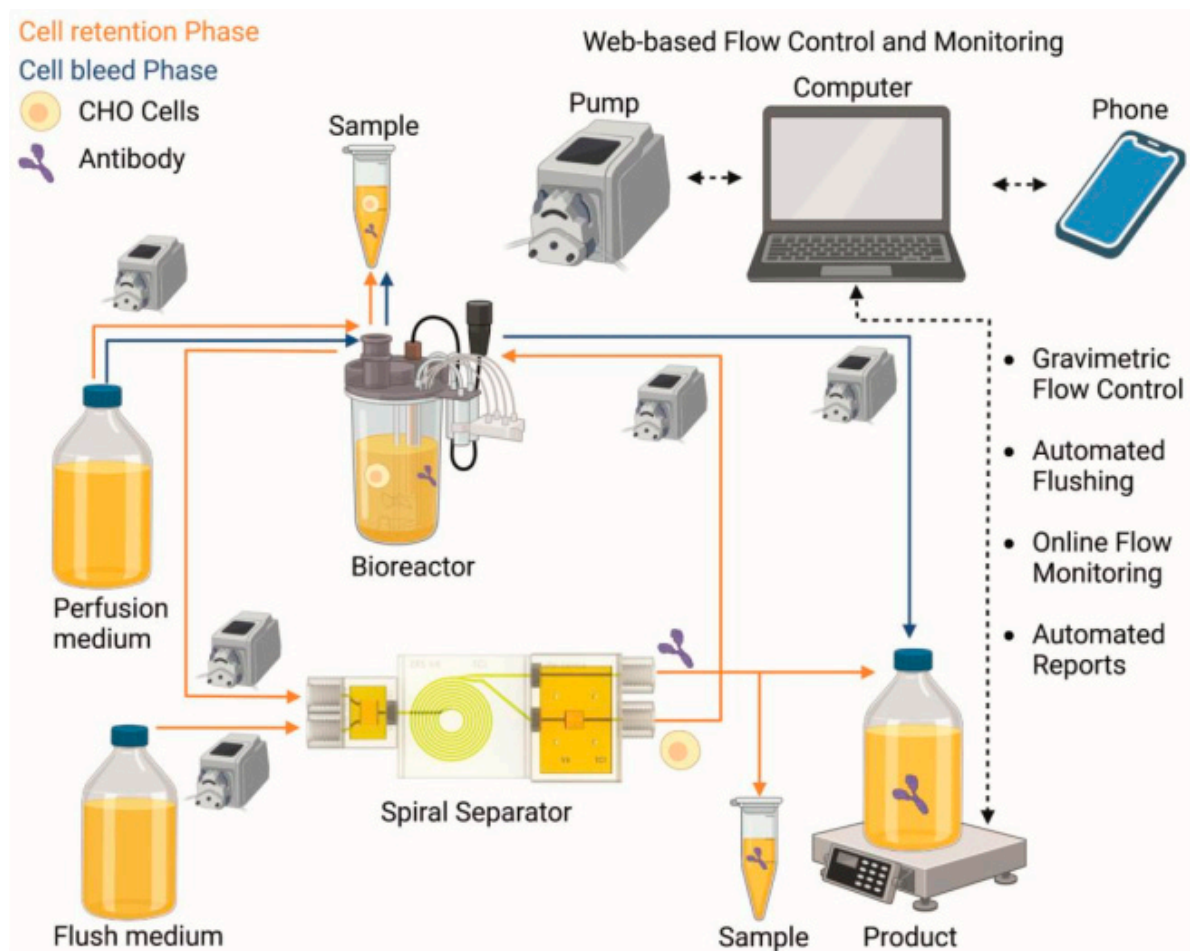 Cell retention Phase
Cell bleed Phase
CHO Cells
Antibody
Sample
Web-based Flow Control and Monitoring
Pump
Computer
Phone
• Gravimetric
Flow Control
• Automated
Flushing
• Online Flow
Monitoring
• Automated
Reports
Bioreactor
Perfusion
medium
Spiral Separator
Flush medium
Sample
Product